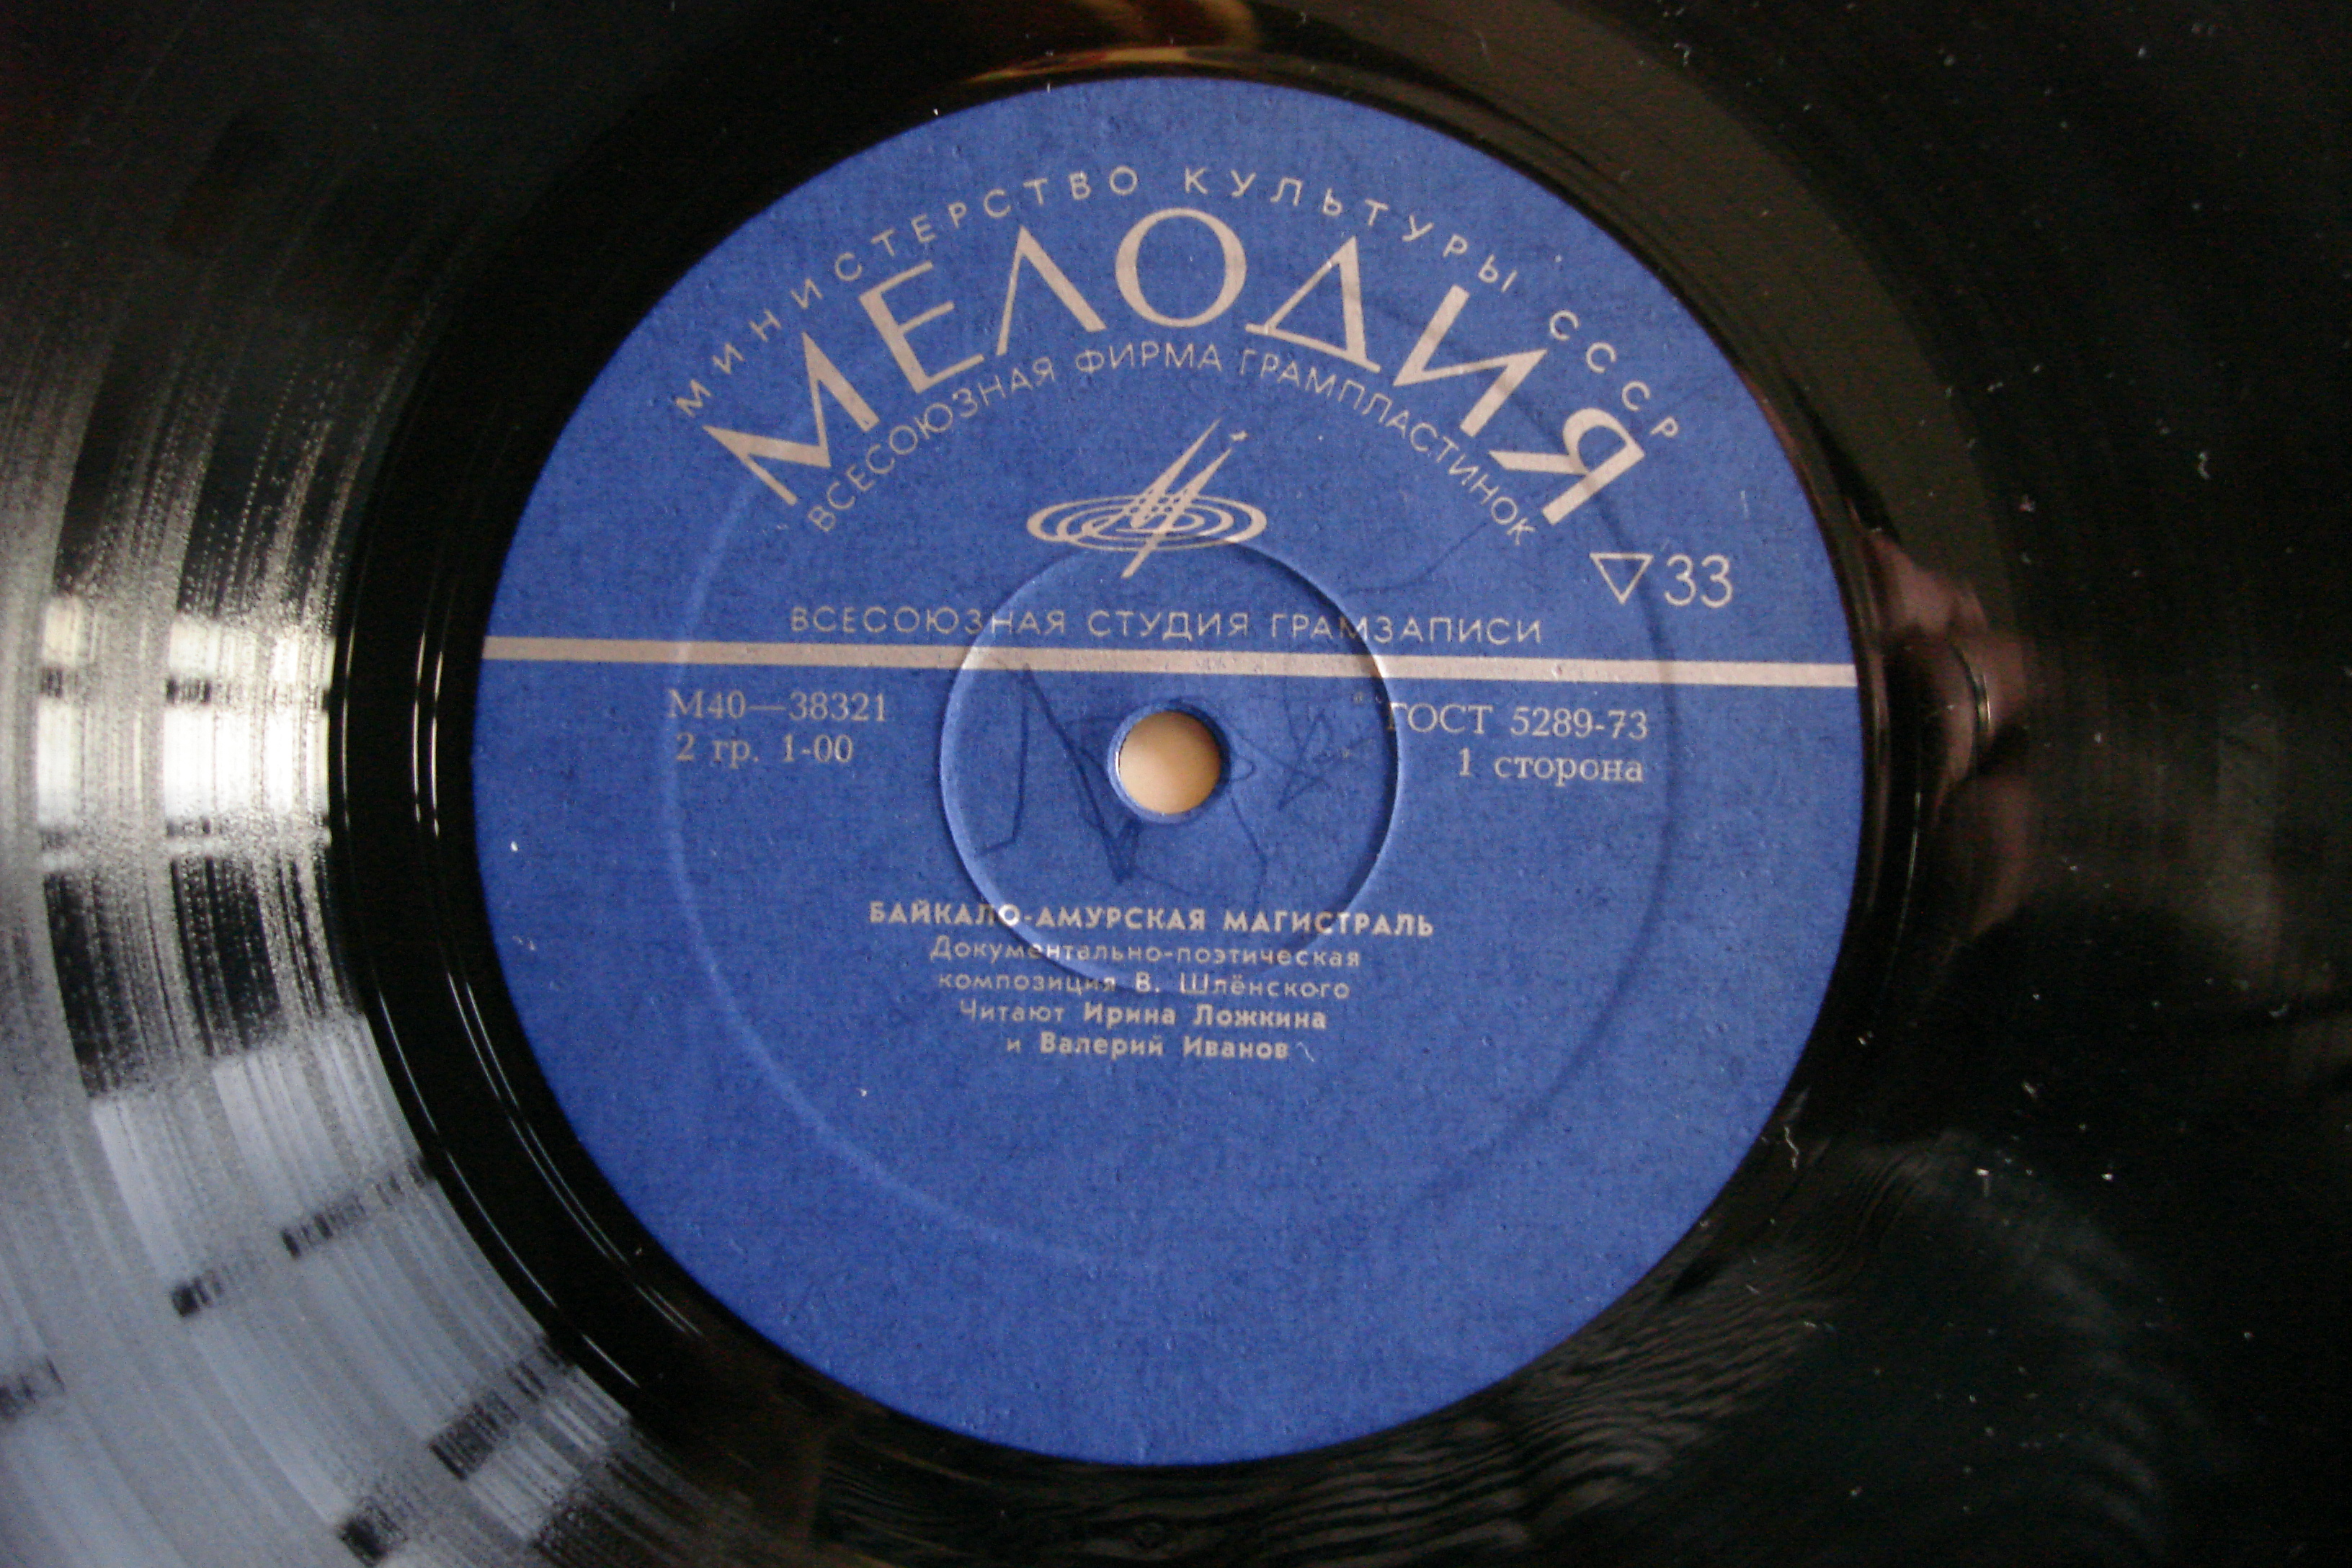 МИНИСТЕРСТВО КУЛЬТУРЫ СССР
МЕЛОДИЯ
ВСЕСОЮЗНАЯ ФИРМА ГРАМПЛАСТИНОК
▽33
ВСЕСОЮЗНАЯ СТУДИЯ ГРАМЗАПИСИ
М40—38321
2 гр. 1-00
ГОСТ 5289-73
1 сторона
БАЙКАЛО-АМУРСКАЯ МАГИСТРАЛЬ
Документально-поэтическая
композиция В. Шлёнского
Читают Ирина Ложкина
и Валерий Иванов